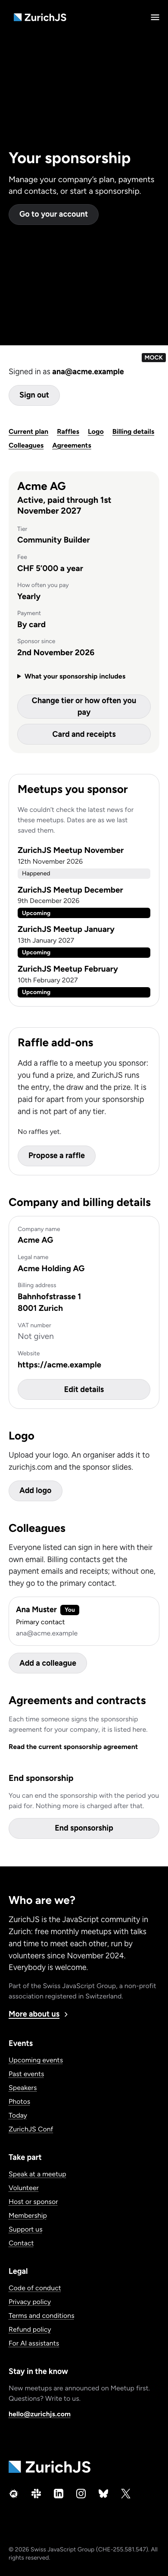 ZurichJS
Your sponsorship
Manage your company's plan, payments
and contacts, or start a sponsorship.
Go to your account
MOCK
Signed in as ana@acme.example
Sign out
Current plan Raffles Logo Billing details
Colleagues Agreements
Acme AG
Active, paid through 1st
November 2027
Tier
Community Builder
Fee
CHF 5'000 a year
How often you pay
Yearly
Payment
By card
Sponsor since
2nd November 2026
What your sponsorship includes
Change tier or how often you
pay
Card and receipts
Meetups you sponsor
We couldn't check the latest news for
these meetups. Dates are as we last
saved them.
ZurichJS Meetup November
12th November 2026
Happened
ZurichJS Meetup December
9th December 2026
Upcoming
ZurichJS Meetup January
13th January 2027
Upcoming
ZurichJS Meetup February
10th February 2027
Upcoming
Raffle add-ons
Add a raffle to a meetup you sponsor:
you fund a prize, and ZurichJS runs
the entry, the draw and the prize. It is
paid for apart from your sponsorship
and is not part of any tier.
No raffles yet.
Propose a raffle
Company and billing details
Company name
Acme AG
Legal name
Acme Holding AG
Billing address
Bahnhofstrasse 1
8001 Zurich
VAT number
Not given
Website
https://acme.example
Edit details
Logo
Upload your logo. An organiser adds it to
zurichjs.com and the sponsor slides.
Add logo
Colleagues
Everyone listed can sign in here with their
own email. Billing contacts get the
payment emails and receipts; without one,
they go to the primary contact.
Ana Muster You
Primary contact
ana@acme.example
Add a colleague
Agreements and contracts
Each time someone signs the sponsorship
agreement for your company, it is listed here.
Read the current sponsorship agreement
End sponsorship
You can end the sponsorship with the period you
paid for. Nothing more is charged after that.
End sponsorship
Who are we?
ZurichJS is the JavaScript community in
Zurich: free monthly meetups with talks
and time to meet each other, run by
volunteers since November 2024.
Everybody is welcome.
Part of the Swiss JavaScript Group, a non-profit
association registered in Switzerland.
More about us
Events
Upcoming events
Past events
Speakers
Photos
Today
ZurichJS Conf
Take part
Speak at a meetup
Volunteer
Host or sponsor
Membership
Support us
Contact
Legal
Code of conduct
Privacy policy
Terms and conditions
Refund policy
For AI assistants
Stay in the know
New meetups are announced on Meetup first.
Questions? Write to us.
hello@zurichjs.com
ZurichJS
© 2026 Swiss JavaScript Group (CHE-255.581.547). All
rights reserved.